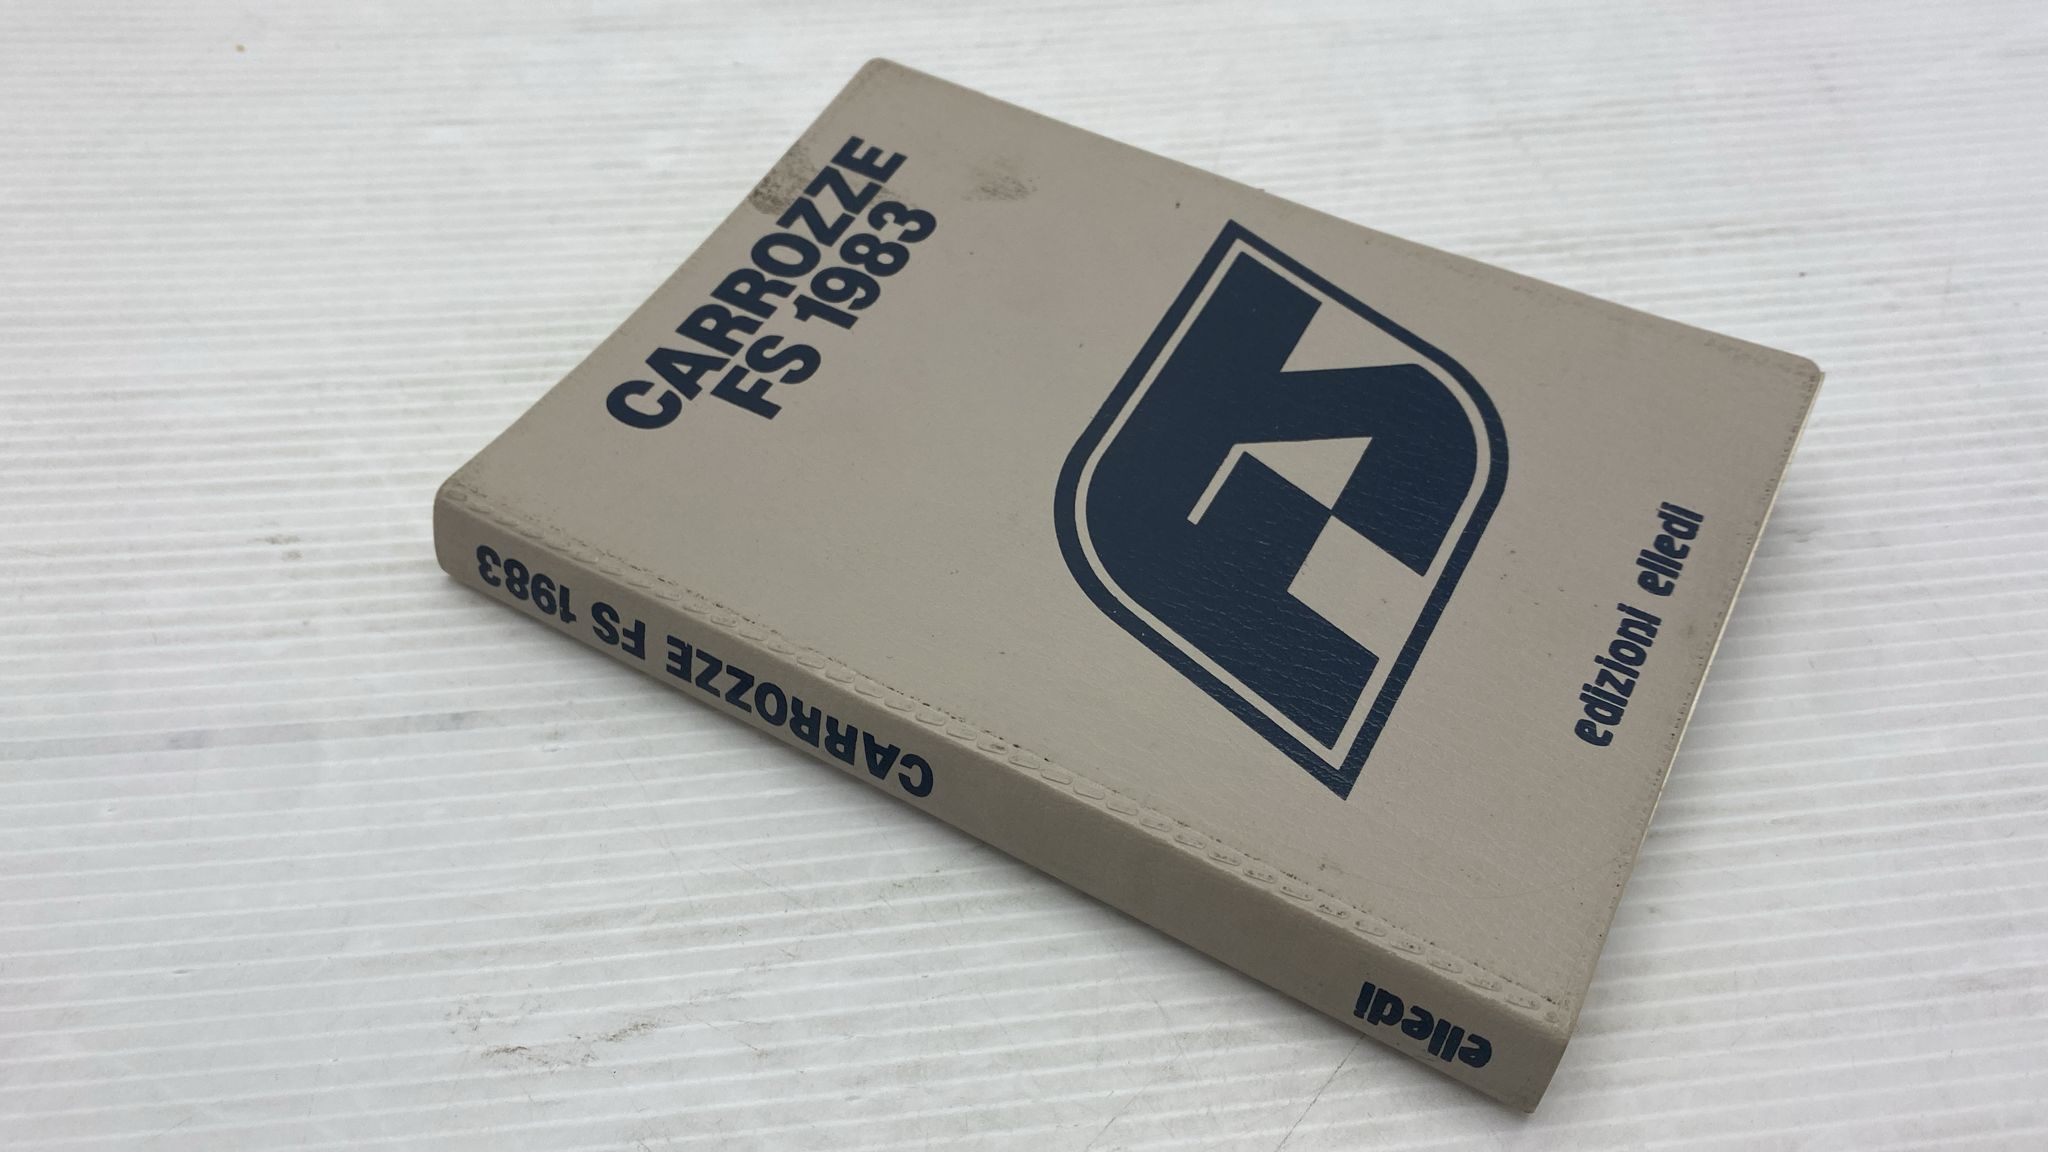 CARROZZE
FS 1983
edizioni elledi
CARROZZE FS 1983
elledi